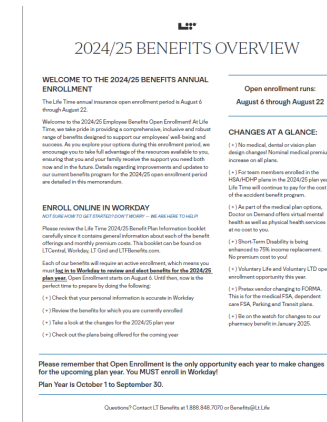 LT
2024/25 BENEFITS OVERVIEW
WELCOME TO THE 2024/25 BENEFITS ANNUAL
ENROLLMENT
The Life Time annual insurance open enrollment period is August 6
through August 22.
Welcome to the 2024/25 Employee Benefits Open Enrollment! At Life
Time, we take pride in providing a comprehensive, inclusive and robust
range of benefits designed to support our employees' well-being and
success. As you explore your options during this enrollment period, we
encourage you to take full advantage of the resources available to you,
ensuring that you and your family receive the support you need both
now and in the future. Details regarding improvements and updates to
our current benefits program for the 2024/25 open enrollment period
are detailed in this memorandum.
ENROLL ONLINE IN WORKDAY
NOT SURE HOW TO GET STARTED? DON'T WORRY — WE ARE HERE TO HELP!
Please review the Life Time 2024/25 Benefit Plan Information booklet
carefully since it contains general information about each of the benefit
offerings and monthly premium costs. This booklet can be found on
LTCentral, Workday, LT Grid and LTFBenefits.com.
Each of our benefits will require an active enrollment, which means you
must log in to Workday to review and elect benefits for the 2024/25
plan year. Open Enrollment starts on August 6. Until then, now is the
perfect time to prepare by doing the following:
( + ) Check that your personal information is accurate in Workday
( + ) Review the benefits for which you are currently enrolled
( + ) Take a look at the changes for the 2024/25 plan year
( + ) Check out the plans being offered for the coming year
Open enrollment runs:
August 6 through August 22
CHANGES AT A GLANCE:
( + ) No medical, dental or vision plan
design changes! Nominal medical premiu
increase on all plans.
( + ) For team members enrolled in the
HSA/HDHP plans in the 2024/25 plan ye
Life Time will continue to pay for the cost
of the accident benefit program.
( + ) As part of the medical plan options,
Doctor on Demand offers virtual mental
health as well as physical health services
at no cost to you.
( + ) Short-Term Disability is being
enhanced to 75% income replacement.
No premium cost to you!
( + ) Voluntary Life and Voluntary LTD ope
enrollment opportunity this year.
( + ) Pretax vendor changing to FORMA.
This is for the medical FSA, dependent
care FSA, Parking and Transit plans.
( + ) Be on the watch for changes to our
pharmacy benefit in January 2025.
Please remember that Open Enrollment is the only opportunity each year to make changes
for the upcoming plan year. You MUST enroll in Workday!
Plan Year is October 1 to September 30.
Questions? Contact LT Benefits at 1.888.848.7070 or Benefits@Lt.Life